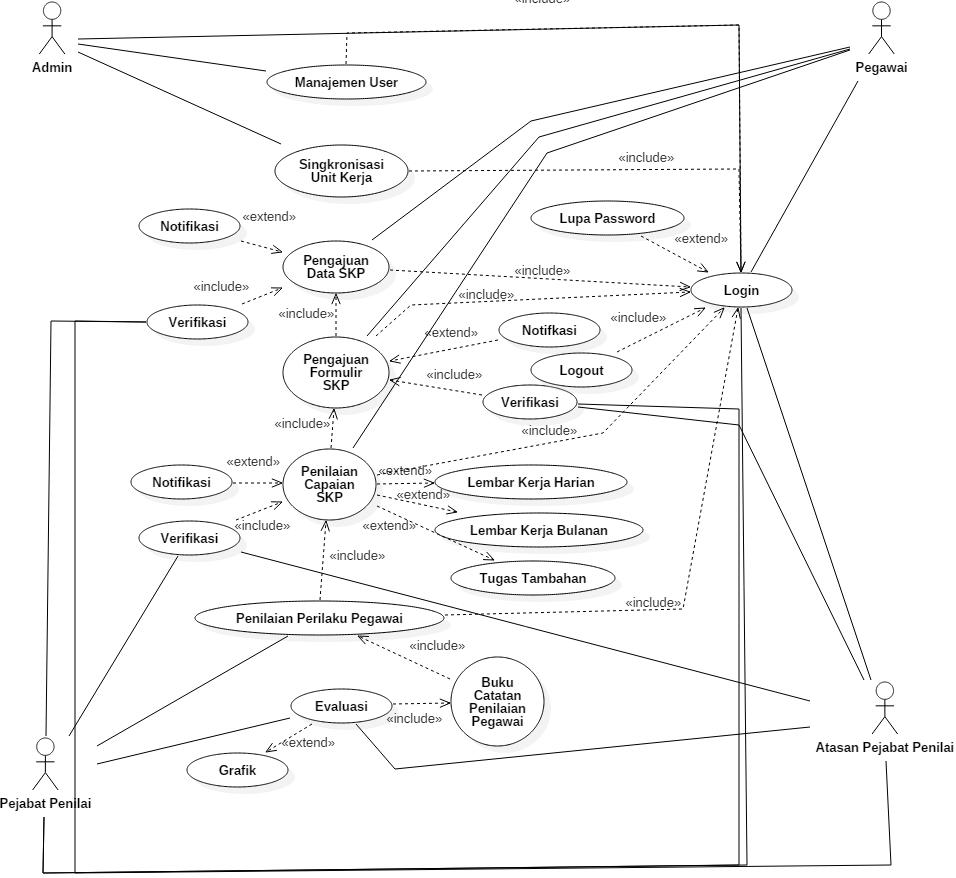 «include»
Admin
Pegawai
Manajemen User
Singkronisasi
Unit Kerja
«include»
Notifikasi
«extend»
Lupa Password
«extend»
Pengajuan
Data SKP
«include»
Login
«include»
«include»
«include»
Verifikasi
«include»
«extend»
Notifkasi
Pengajuan
Formulir
SKP
Logout
«include»
Verifikasi
«include»
«include»
«extend»
Notifikasi
Penilaian
Capaian
SKP
«extend»
Lembar Kerja Harian
«extend»
«include»
«extend»
Lembar Kerja Bulanan
Verifikasi
«include»
Tugas Tambahan
«include»
Penilaian Perilaku Pegawai
«include»
Buku
Catatan
Penilaian
Pegawai
Evaluasi
«include»
«extend»
Grafik
Atasan Pejabat Penilai
Pejabat Penilai